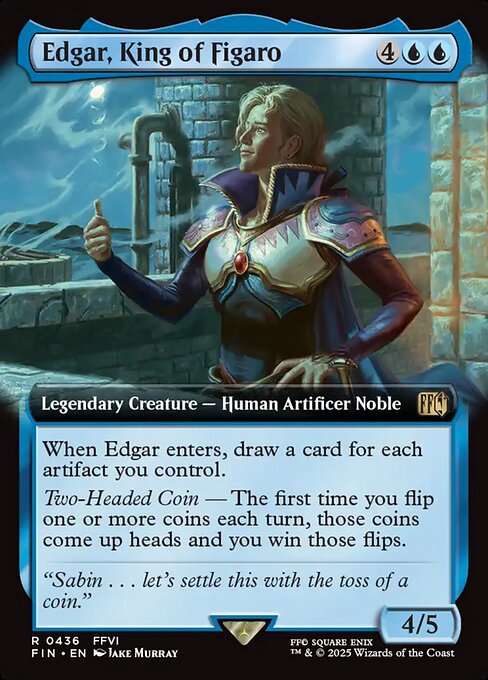 Edgar, King of Figaro 4
Legendary Creature — Human Artificer Noble FF
When Edgar enters, draw a card for each
artifact you control.
Two-Headed Coin — The first time you flip
one or more coins each turn, those coins
come up heads and you win those flips.
“Sabin . . . let’s settle this with the toss of a
coin.”
4/5
R 0436 FFVI
FIN • EN Jake Murray
FF© SQUARE ENIX
™ & © 2025 Wizards of the Coast